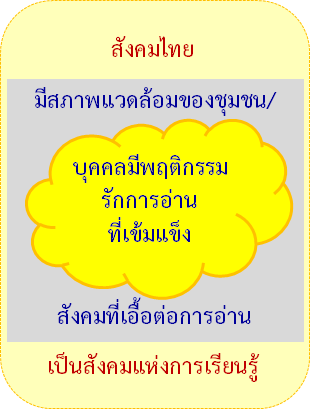 สังคมไทย
มีสภาพแวดล้อมของชุมชน/
บุคคลมีพฤติกรรม
รักการอ่าน
ที่เข้มแข็ง
สังคมที่เอื้อต่อการอ่าน
เป็นสังคมแห่งการเรียนรู้